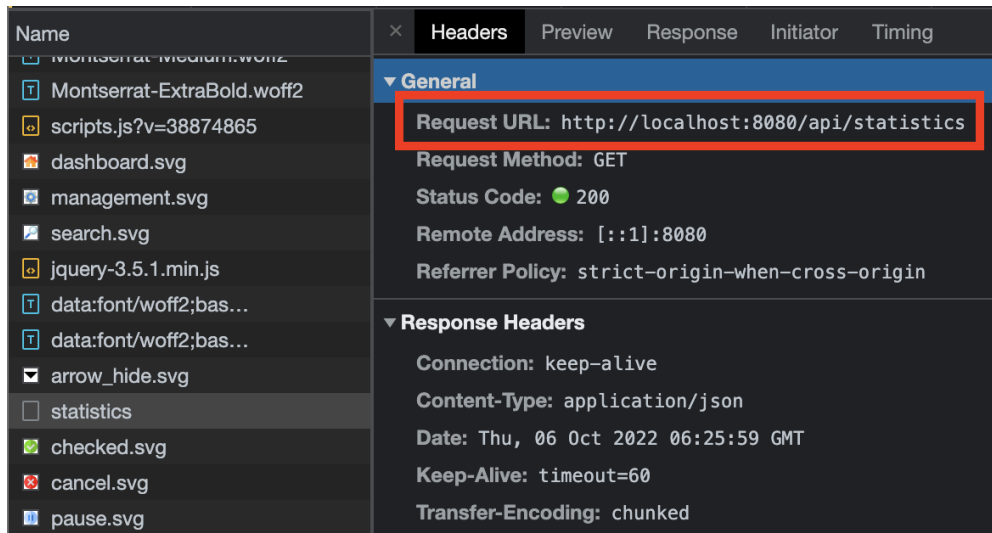 Name
Montserrat-Medium.woff2
Montserrat-ExtraBold.woff2
scripts.js?v=38874865
dashboard.svg
management.svg
search.svg
jquery-3.5.1.min.js
data:font/woff2;bas…
data:font/woff2;bas…
arrow_hide.svg
statistics
checked.svg
cancel.svg
pause.svg
× Headers Preview Response Initiator Timing
▼ General
Request URL: http://localhost:8080/api/statistics
Request Method: GET
Status Code: 200
Remote Address: [::1]:8080
Referrer Policy: strict-origin-when-cross-origin
▼ Response Headers
Connection: keep-alive
Content-Type: application/json
Date: Thu, 06 Oct 2022 06:25:59 GMT
Keep-Alive: timeout=60
Transfer-Encoding: chunked